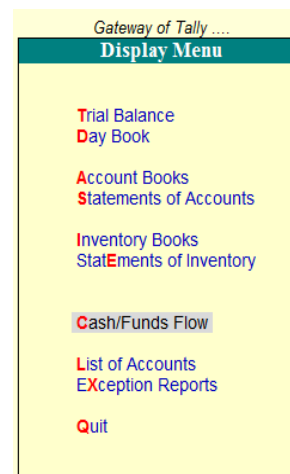 Gateway of Tally ....
Display Menu
Trial Balance
Day Book
Account Books
Statements of Accounts
Inventory Books
StatEments of Inventory
Cash/Funds Flow
List of Accounts
EXception Reports
Quit